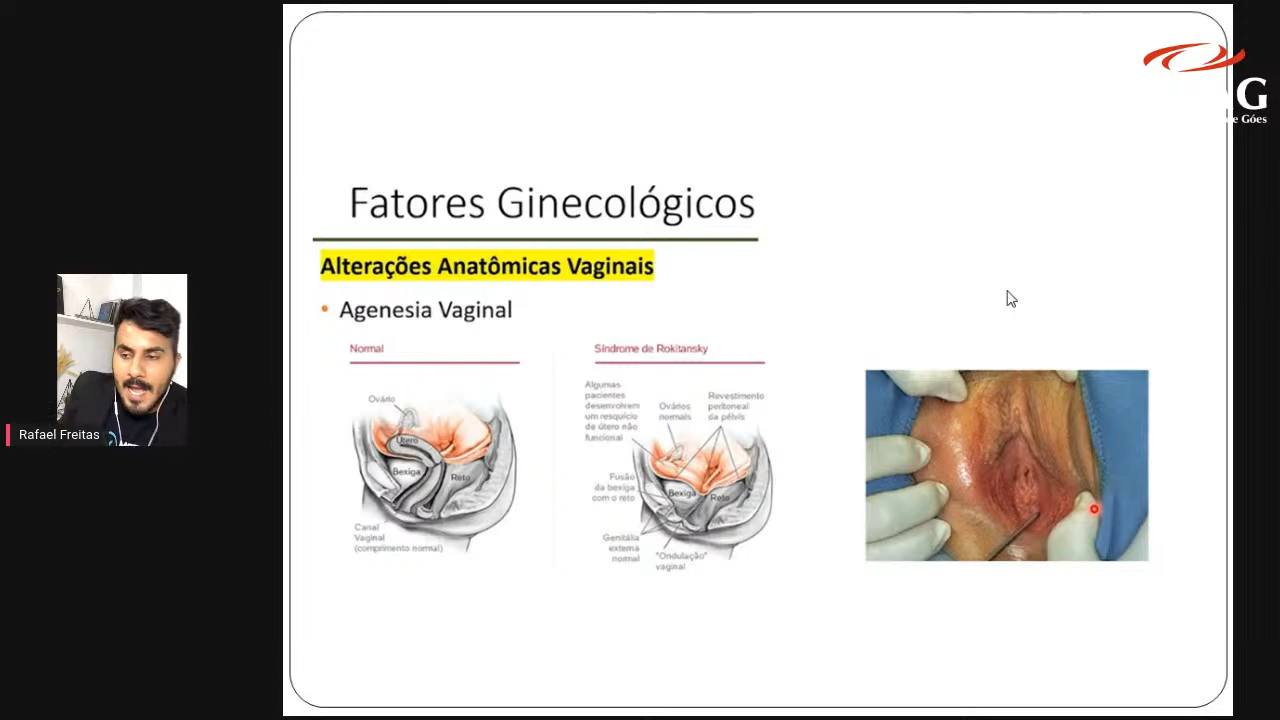 G
de Góes
Fatores Ginecológicos
Alterações Anatômicas Vaginais
• Agenesia Vaginal
Normal
Ovário
Útero
Bexiga
Reto
Canal
Vaginal
(comprimento normal)
Síndrome de Rokitansky
Algumas
pacientes
desenvolvem
um resquício
de útero não
funcional
Ovários
normais
Revestimento
peritoneal
da pélvis
Fusão
da bexiga
com o reto
Bexiga
Reto
Genitália
externa
normal
"Ondulação"
vaginal
Rafael Freitas